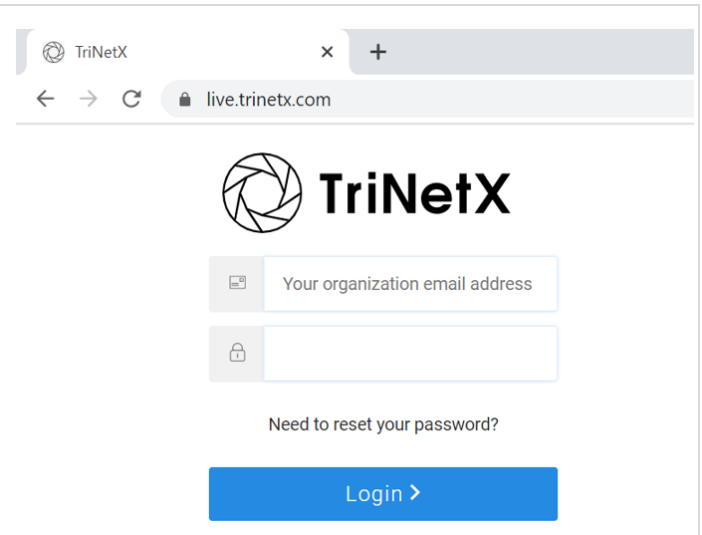 TriNetX
live.trinetx.com
TriNetX
Your organization email address
Need to reset your password?
Login